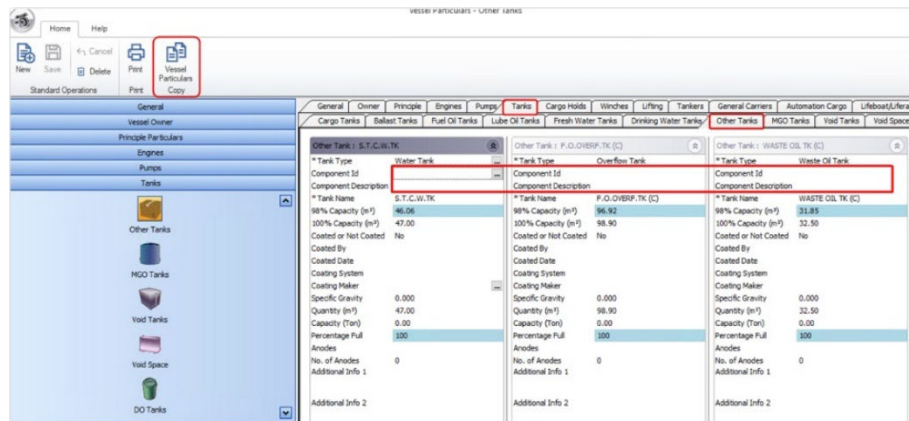 Vessel Particulars - Other Tanks
Home Help
New Save Cancel Delete Print Vessel Particulars
Standard Operations Print Copy
General
Vessel Owner
Principle Particulars
Engines
Pumps
Tanks
Other Tanks
MGO Tanks
Void Tanks
Void Space
DO Tanks
General Owner Principle Engines Pumps Tanks Cargo Holds Winches Lifting Tankers General Carriers Automation Cargo Lifeboat/Lifera
Cargo Tanks Ballast Tanks Fuel Oil Tanks Lube Oil Tanks Fresh Water Tanks Drinking Water Tanks Other Tanks MGO Tanks Void Tanks Void Space
Other Tank : S.T.C.W.TK
*Tank Type Water Tank ...
Component Id ...
Component Description
*Tank Name S.T.C.W.TK
98% Capacity (m³) 46.06
100% Capacity (m³) 47.00
Coated or Not Coated No
Coated By
Coated Date
Coating System
Coating Maker ...
Specific Gravity 0.000
Quantity (m³) 47.00
Capacity (Ton) 0.00
Percentage Full 100
Anodes
No. of Anodes 0
Additional Info 1
Additional Info 2
Other Tank : F.O.OVERF.TK (C)
*Tank Type Overflow Tank
Component Id
Component Description
*Tank Name F.O.OVERF.TK (C)
98% Capacity (m³) 96.92
100% Capacity (m³) 98.90
Coated or Not Coated No
Coated By
Coated Date
Coating System
Coating Maker
Specific Gravity 0.000
Quantity (m³) 98.90
Capacity (Ton) 0.00
Percentage Full 100
Anodes
No. of Anodes 0
Additional Info 1
Additional Info 2
Other Tank : WASTE OIL TK (C)
*Tank Type Waste Oil Tank
Component Id
Component Description
*Tank Name WASTE OIL TK (C)
98% Capacity (m³) 31.85
100% Capacity (m³) 32.50
Coated or Not Coated No
Coated By
Coated Date
Coating System
Coating Maker
Specific Gravity 0.000
Quantity (m³) 32.50
Capacity (Ton) 0.00
Percentage Full 100
Anodes
No. of Anodes 0
Additional Info 1
Additional Info 2